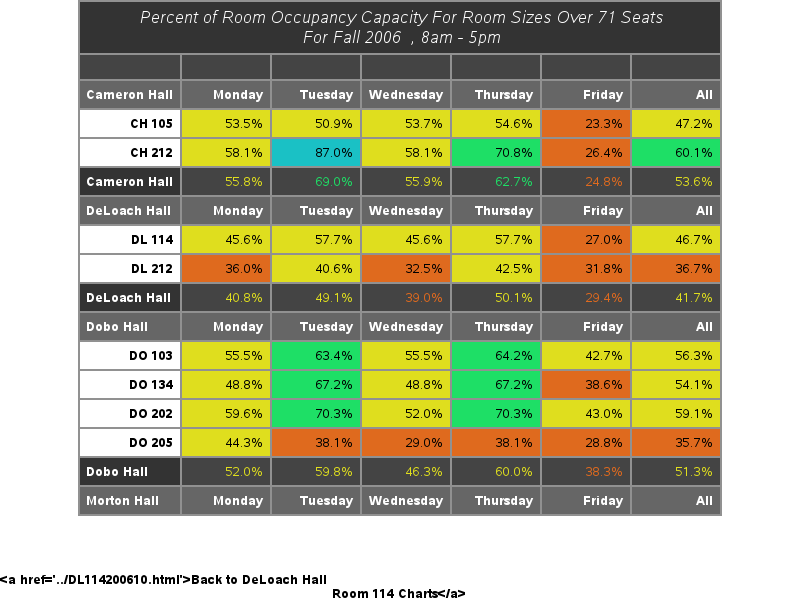 Percent of Room Occupancy Capacity For Room Sizes Over 71 Seats
For Fall 2006 , 8am - 5pm
Cameron Hall Monday Tuesday Wednesday Thursday Friday All
CH 105 53.5% 50.9% 53.7% 54.6% 23.3% 47.2%
CH 212 58.1% 87.0% 58.1% 70.8% 26.4% 60.1%
Cameron Hall 55.8% 69.0% 55.9% 62.7% 24.8% 53.6%
DeLoach Hall Monday Tuesday Wednesday Thursday Friday All
DL 114 45.6% 57.7% 45.6% 57.7% 27.0% 46.7%
DL 212 36.0% 40.6% 32.5% 42.5% 31.8% 36.7%
DeLoach Hall 40.8% 49.1% 39.0% 50.1% 29.4% 41.7%
Dobo Hall Monday Tuesday Wednesday Thursday Friday All
DO 103 55.5% 63.4% 55.5% 64.2% 42.7% 56.3%
DO 134 48.8% 67.2% 48.8% 67.2% 38.6% 54.1%
DO 202 59.6% 70.3% 52.0% 70.3% 43.0% 59.1%
DO 205 44.3% 38.1% 29.0% 38.1% 28.8% 35.7%
Dobo Hall 52.0% 59.8% 46.3% 60.0% 38.3% 51.3%
Morton Hall Monday Tuesday Wednesday Thursday Friday All
&lt;a href='../DL114200610.html'&gt;Back to DeLoach Hall
Room 114 Charts&lt;/a&gt;